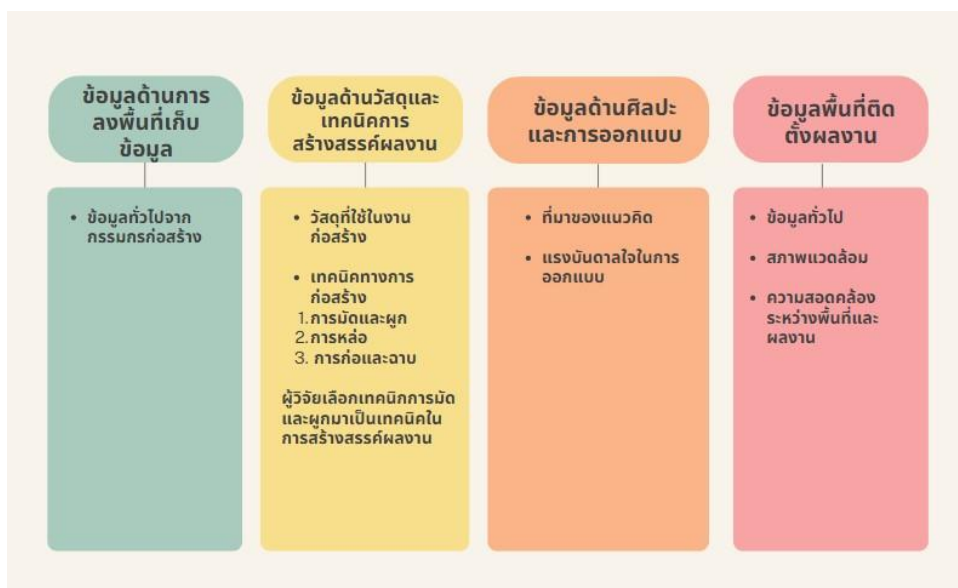 ข้อมูลด้านการ
ลงพื้นที่เก็บ
ข้อมูล
• ข้อมูลทั่วไปจาก
กรรมกรก่อสร้าง
ข้อมูลด้านวัสดุและ
เทคนิคการ
สร้างสรรค์ผลงาน
• วัสดุที่ใช้ในงาน
ก่อสร้าง
• เทคนิคทางการ
ก่อสร้าง
1.การมัดและผูก
2.การหล่อ
3. การก่อและฉาบ
ผู้วิจัยเลือกเทคนิกการมัด
และผูกมาเป็นเทคนิคใน
การสร้างสรรค์ผลงาน
ข้อมูลด้านศิลปะ
และการออกแบบ
• ที่มาของแนวคิด
• แรงบันดาลใจในการ
ออกแบบ
ข้อมูลพื้นที่ติด
ตั้งผลงาน
• ข้อมูลทั่วไป
• สภาพแวดล้อม
• ความสอดคล้อง
ระหว่างพื้นที่และ
ผลงาน